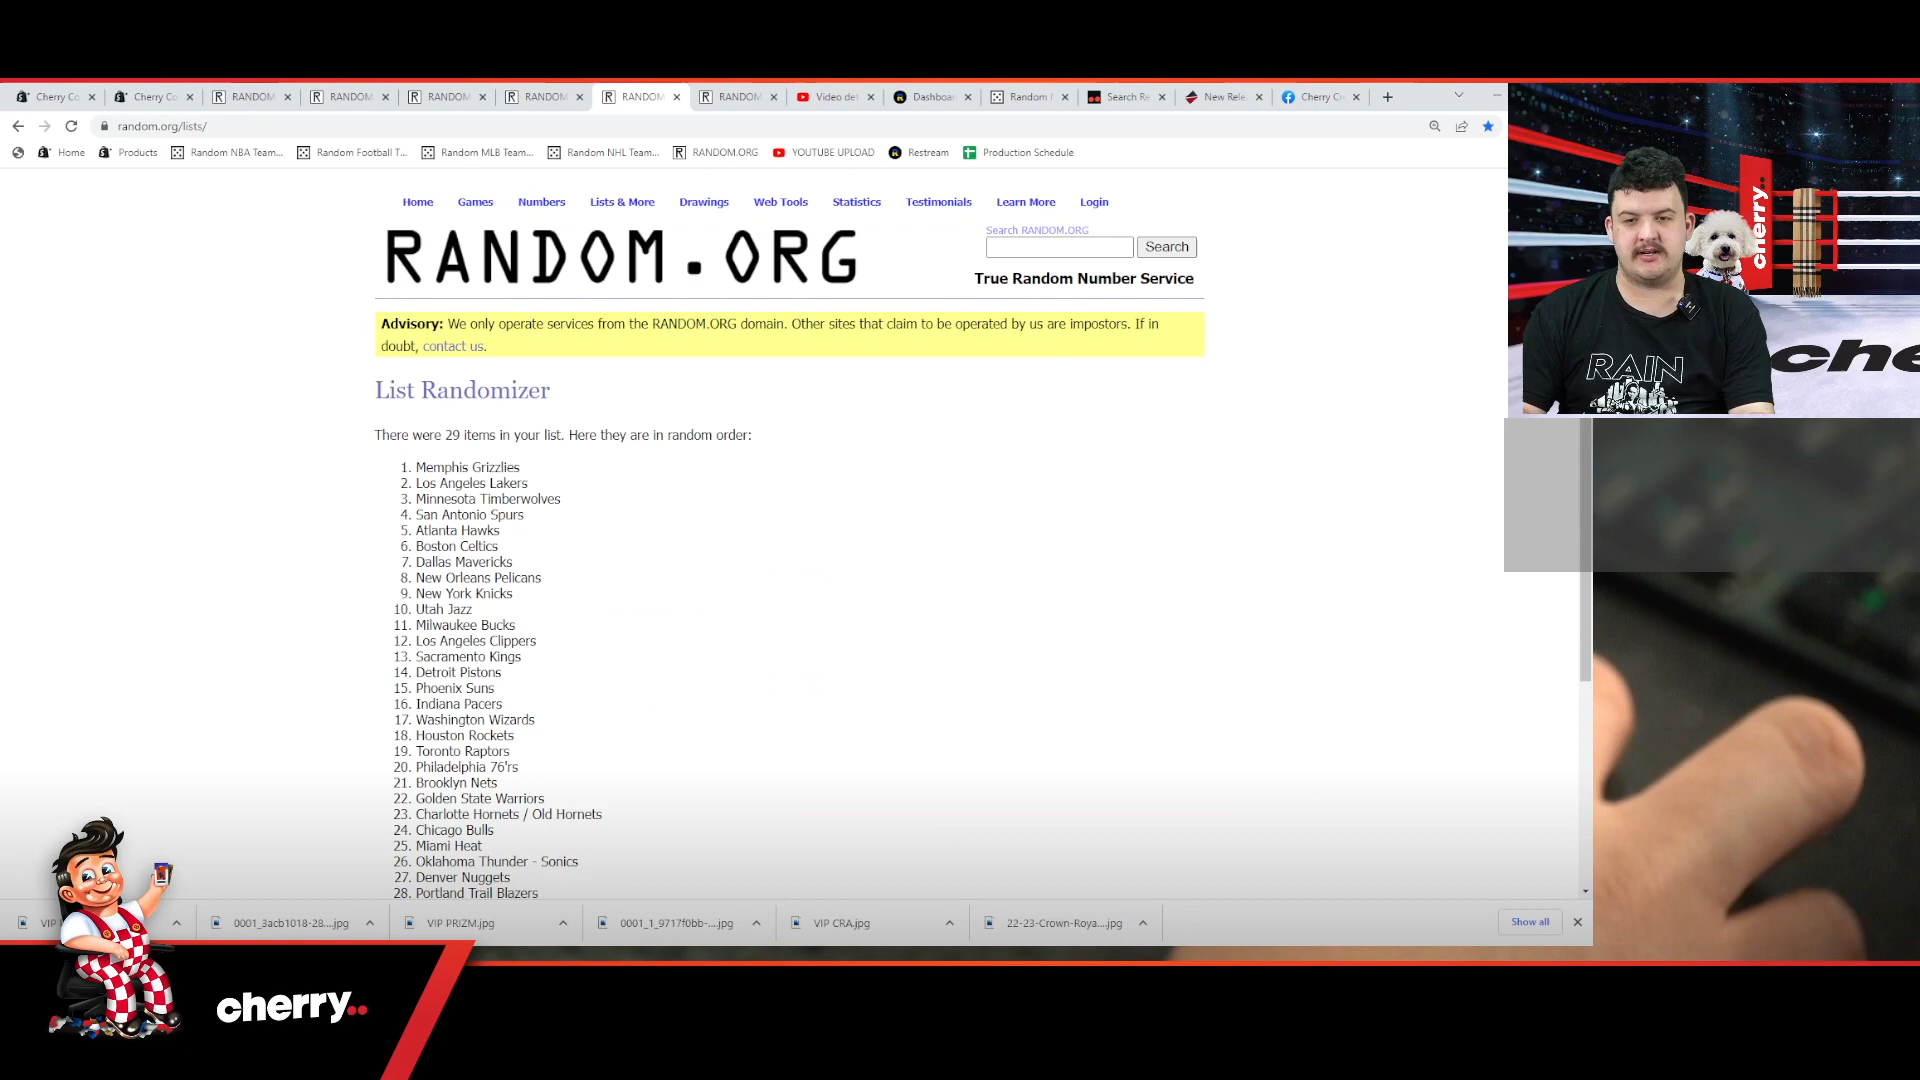 Cherry Co
Cherry Co
RANDOM
RANDOM
RANDOM
RANDOM
RANDOM
RANDOM
Video det
Dashboar
Random
Search Re
New Rele
Cherry Co
random.org/lists/
Home
Products
Random NBA Team...
Random Football T...
Random MLB Team...
Random NHL Team...
RANDOM.ORG
YOUTUBE UPLOAD
Restream
Production Schedule
Home Games Numbers Lists & More Drawings Web Tools Statistics Testimonials Learn More Login
Search RANDOM.ORG
RANDOM.ORG
Search
True Random Number Service
Advisory: We only operate services from the RANDOM.ORG domain. Other sites that claim to be operated by us are impostors. If in
doubt, contact us.
List Randomizer
There were 29 items in your list. Here they are in random order:
1. Memphis Grizzlies
2. Los Angeles Lakers
3. Minnesota Timberwolves
4. San Antonio Spurs
5. Atlanta Hawks
6. Boston Celtics
7. Dallas Mavericks
8. New Orleans Pelicans
9. New York Knicks
10. Utah Jazz
11. Milwaukee Bucks
12. Los Angeles Clippers
13. Sacramento Kings
14. Detroit Pistons
15. Phoenix Suns
16. Indiana Pacers
17. Washington Wizards
18. Houston Rockets
19. Toronto Raptors
20. Philadelphia 76'rs
21. Brooklyn Nets
22. Golden State Warriors
23. Charlotte Hornets / Old Hornets
24. Chicago Bulls
25. Miami Heat
26. Oklahoma Thunder - Sonics
27. Denver Nuggets
28. Portland Trail Blazers
VIP
0001_3acb1018-28....jpg
VIP PRIZM.jpg
0001_1_9717f0bb-....jpg
VIP CRA.jpg
22-23-Crown-Roya....jpg
Show all
cherry..
che
RAIN
cherry..